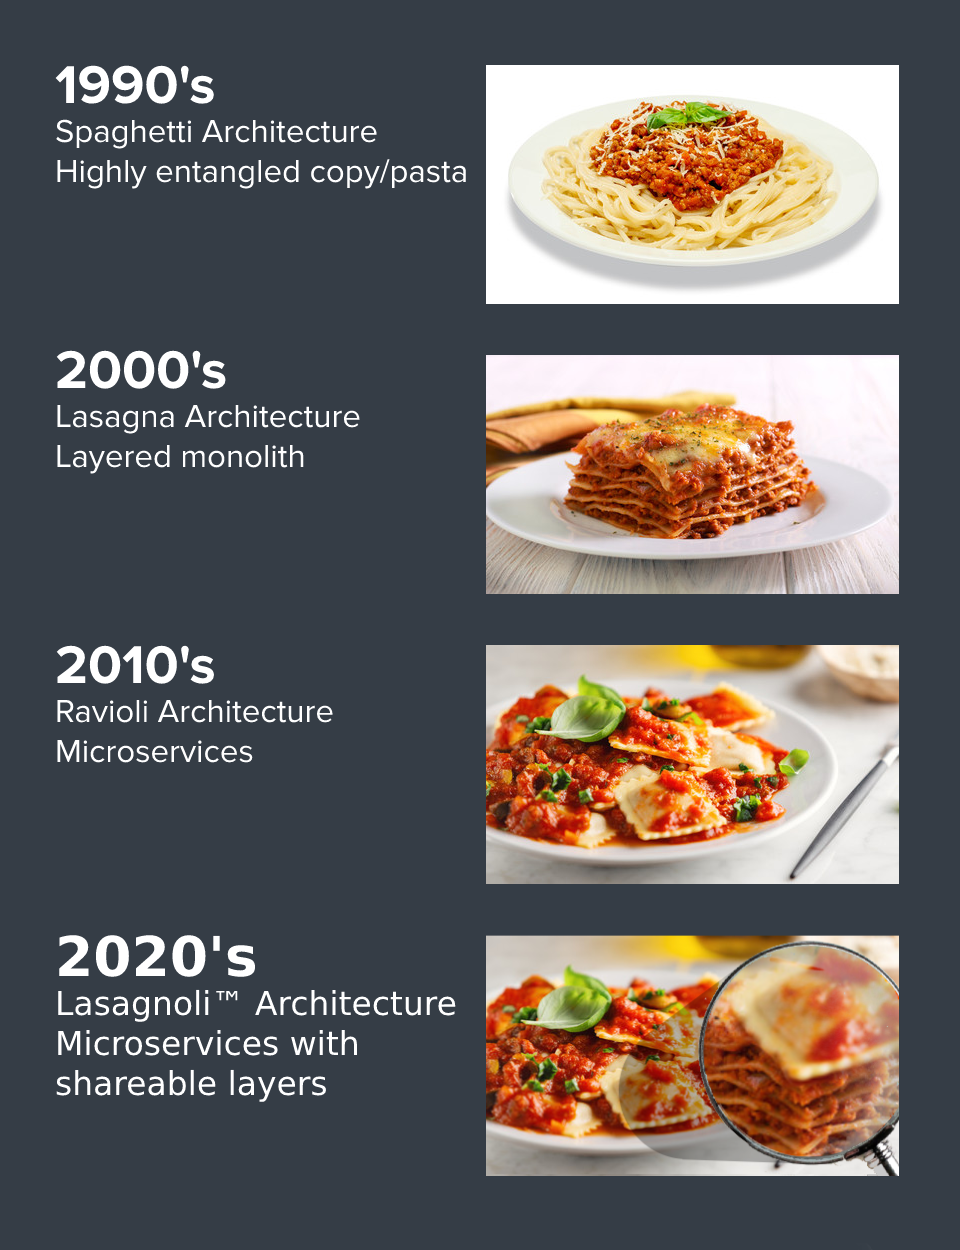 1990's
Spaghetti Architecture
Highly entangled copy/pasta
2000's
Lasagna Architecture
Layered monolith
2010's
Ravioli Architecture
Microservices
2020's
Lasagnoli™ Architecture
Microservices with
shareable layers